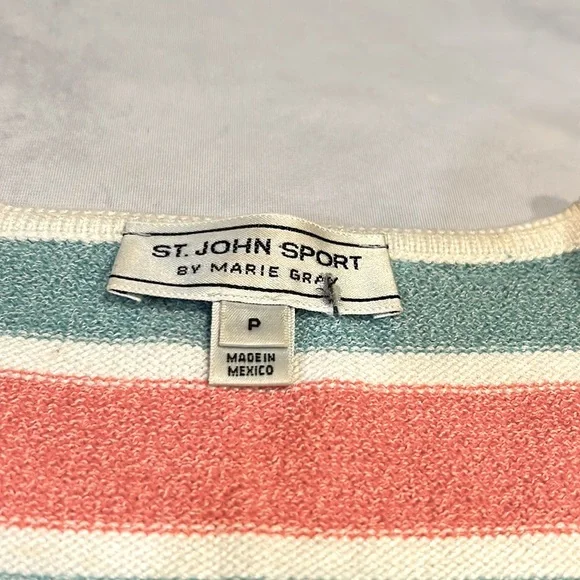 ST. JOHN SPORT
BY MARIE GRAY
P
MADE IN
MEXICO